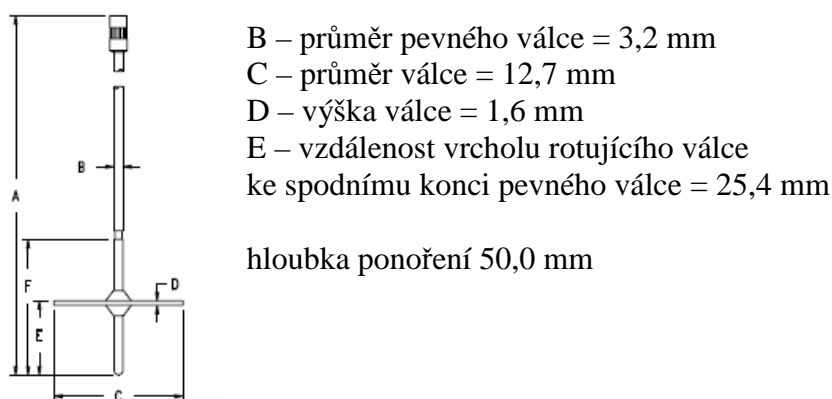 B – průměr pevného válce = 3,2 mm
C – průměr válce = 12,7 mm
D – výška válce = 1,6 mm
E – vzdálenost vrcholu rotujícího válce
ke spodnímu konci pevného válce = 25,4 mm
hloubka ponoření 50,0 mm
B
A
F
D
E
C